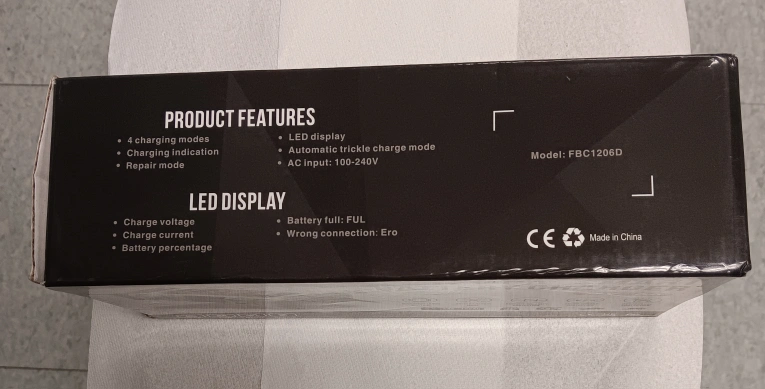 PRODUCT FEATURES
• 4 charging modes
• Charging indication
• Repair mode
• LED display
• Automatic trickle charge mode
• AC input: 100-240V
LED DISPLAY
• Charge voltage
• Charge current
• Battery percentage
• Battery full: FUL
• Wrong connection: Ero
Model: FBC1206D
CE Made in China